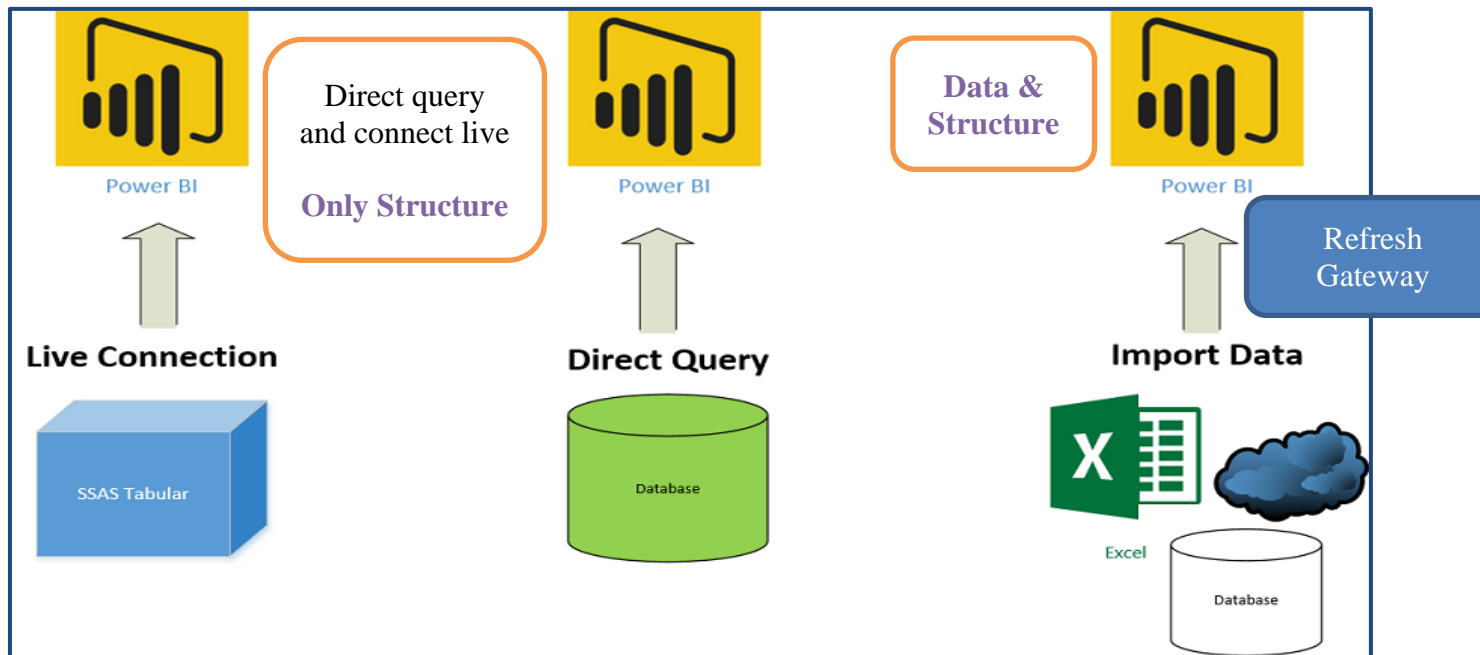 Power BI
Direct query
and connect live
Only Structure
Power BI
Data &
Structure
Power BI
Refresh
Gateway
Live Connection
Direct Query
Import Data
SSAS Tabular
Database
X
Excel
Database